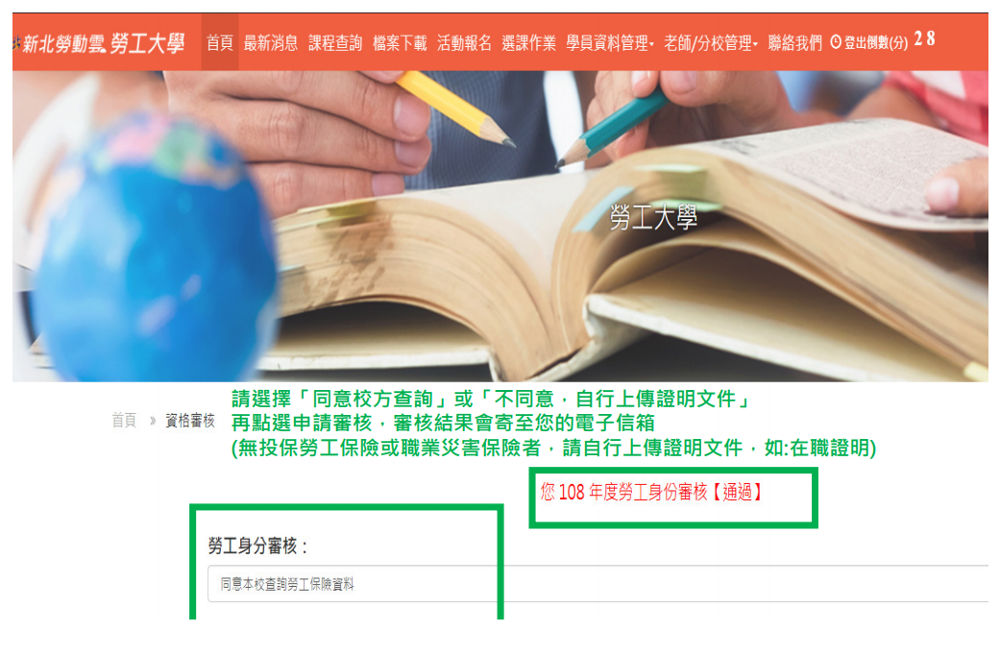 新北勞動雲 勞工大學 首頁 最新消息 課程查詢 檔案下載 活動報名 選課作業 學員資料管理 老師/分校管理 聯絡我們 登出倒數(分) 28
勞工大學
請選擇「同意校方查詢」或「不同意，自行上傳證明文件」
首頁 » 資格審核 再點選申請審核，審核結果會寄至您的電子信箱
(無投保勞工保險或職業災害保險者，請自行上傳證明文件，如:在職證明)
您 108 年度勞工身份審核【通過】
勞工身分審核：
同意本校查詢勞工保險資料